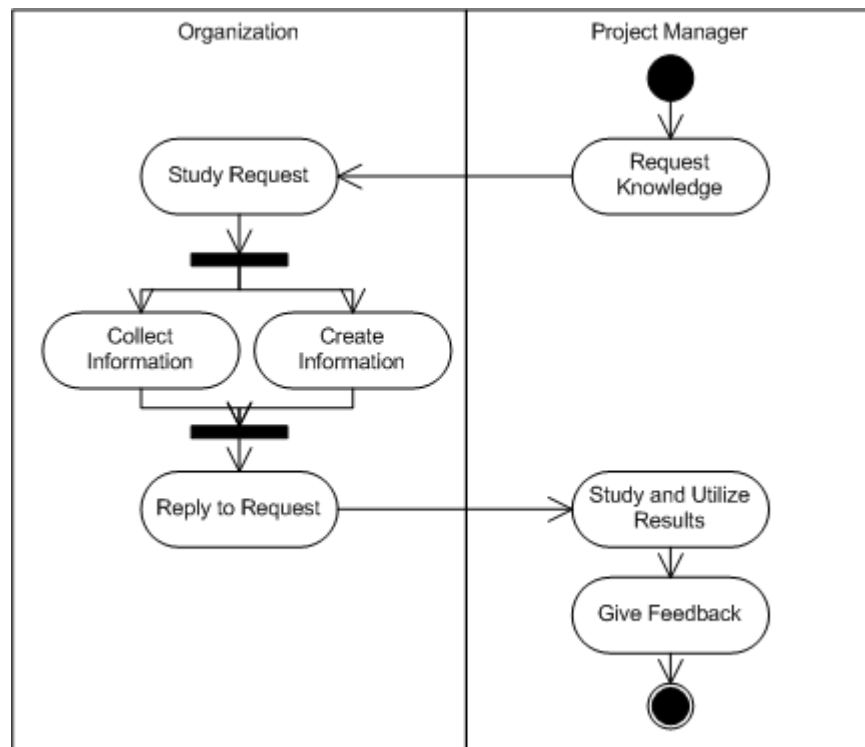 Organization
Project Manager
Request
Knowledge
Study Request
Collect
Information
Create
Information
Reply to Request
Study and Utilize
Results
Give Feedback